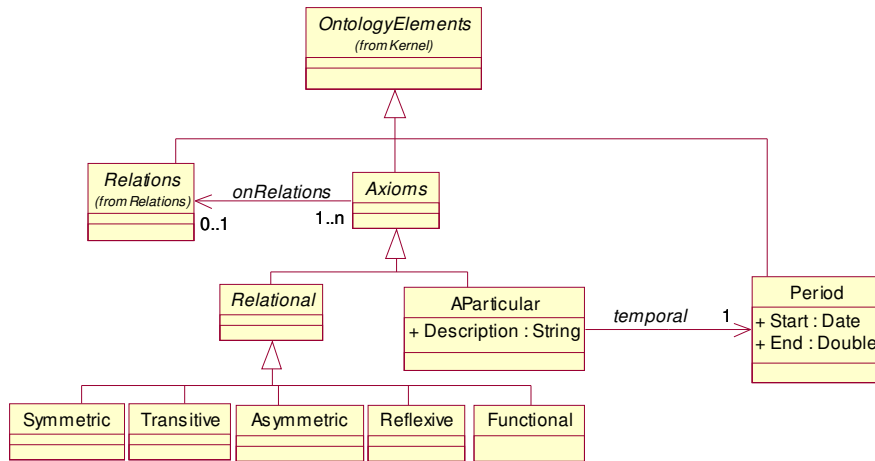 OntologyElements
(from Kernel)
Relations
(from Relations)
onRelations
0..1
1..n
Axioms
Relational
AParticular
+ Description : String
temporal
1
Period
+ Start : Date
+ End : Double
Symmetric
Transitive
Asymmetric
Reflexive
Functional